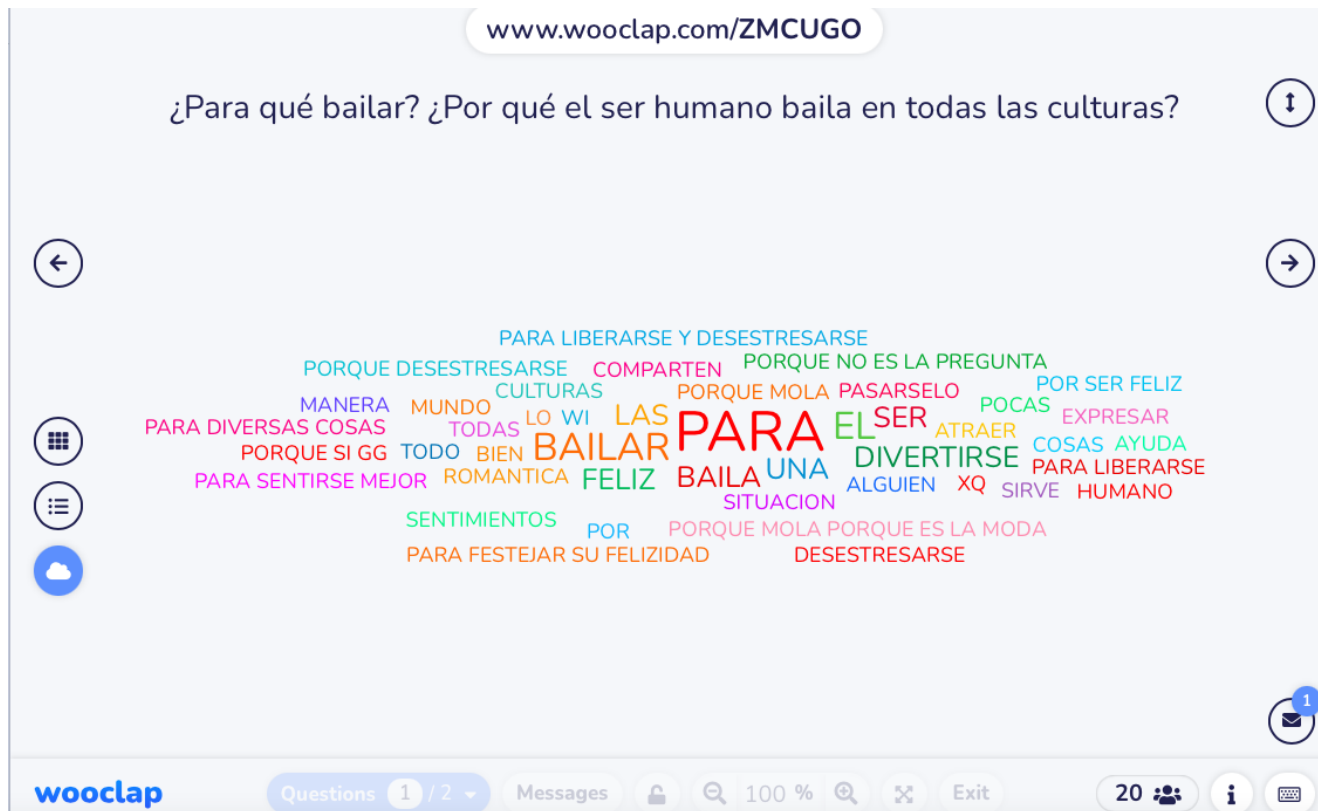 www.wooclap.com/ZMCUGO
¿Para qué bailar? ¿Por qué el ser humano baila en todas las culturas?
PARA LIBERARSE Y DESESTRESARSE
PORQUE DESESTRESARSE COMPARTEN PORQUE NO ES LA PREGUNTA
CULTURAS PORQUE MOLA PASARSELO POR SER FELIZ
MANERA MUNDO LO WI LAS PARA EL SER POCAS
PARA DIVERSAS COSAS TODAS ATRAER EXPRESAR
PORQUE SI GG TODO BIEN BAILAR DIVERTIRSE COSAS AYUDA
PARA SENTIRSE MEJOR ROMANTICA FELIZ BAILA UNA ALGUIEN XQ SIRVE PARA LIBERARSE
SITUACION HUMANO
SENTIMIENTOS POR PORQUE MOLA PORQUE ES LA MODA
PARA FESTEJAR SU FELIZIDAD DESESTRESARSE
1
wooclap Questions 1 / 2 Messages 100 % Exit 20 i